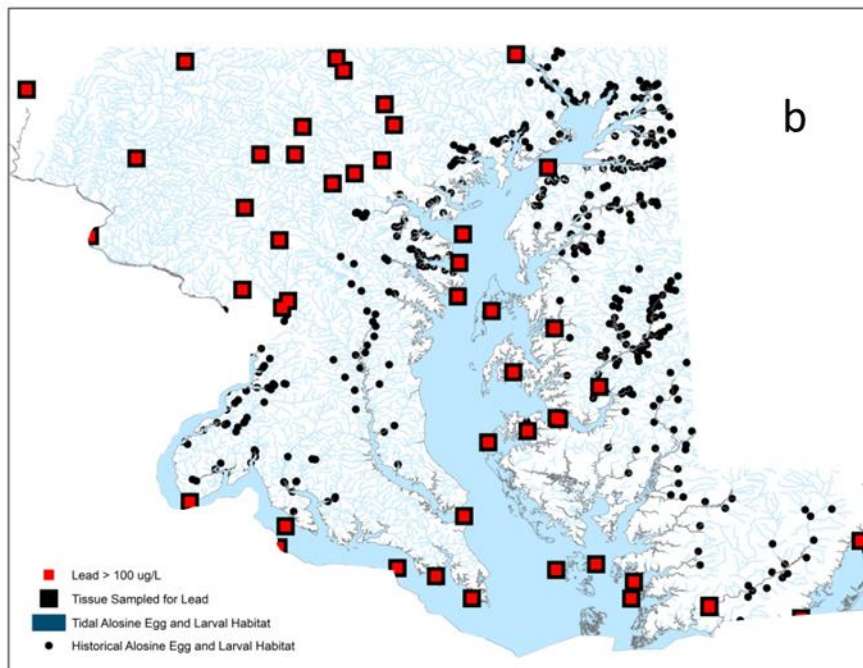 b
Lead > 100 ug/L
Tissue Sampled for Lead
Tidal Alosine Egg and Larval Habitat
Historical Alosine Egg and Larval Habitat